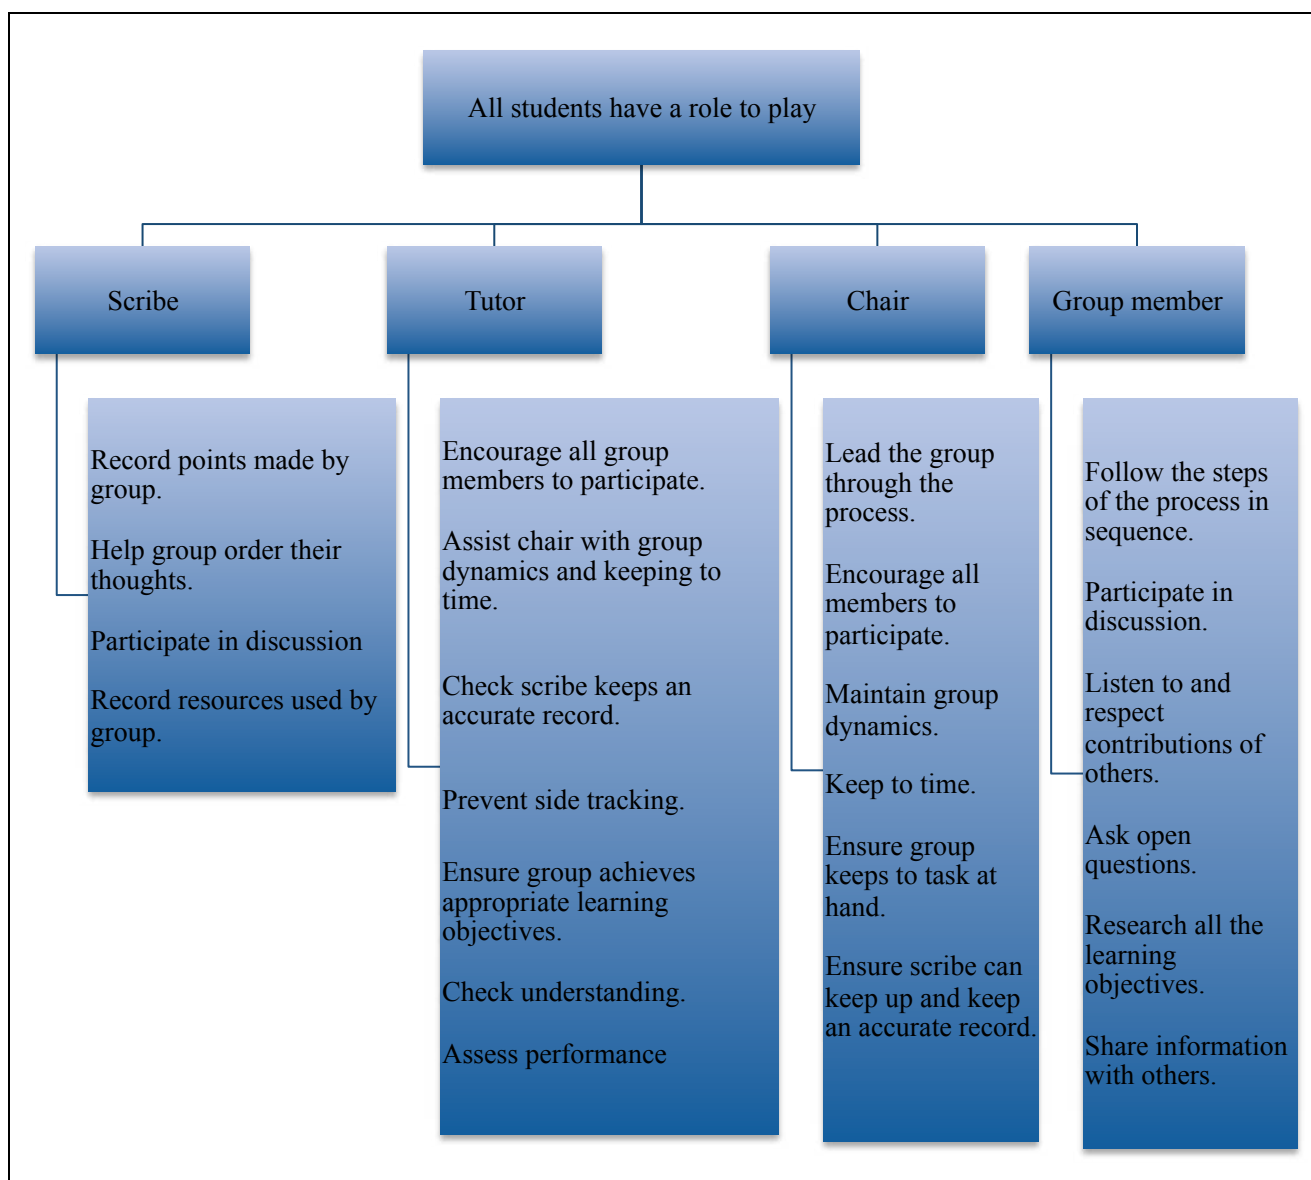 All students have a role to play
Scribe
Tutor
Chair
Group member
Record points made by
group.
Help group order their
thoughts.
Participate in discussion
Record resources used by
group.
Encourage all group
members to participate.
Assist chair with group
dynamics and keeping to
time.
Check scribe keeps an
accurate record.
Prevent side tracking.
Ensure group achieves
appropriate learning
objectives.
Check understanding.
Assess performance
Lead the group
through the
process.
Encourage all
members to
participate.
Maintain group
dynamics.
Keep to time.
Ensure group
keeps to task at
hand.
Ensure scribe can
keep up and keep
an accurate record.
Follow the steps
of the process in
sequence.
Participate in
discussion.
Listen to and
respect
contributions of
others.
Ask open
questions.
Research all the
learning
objectives.
Share information
with others.